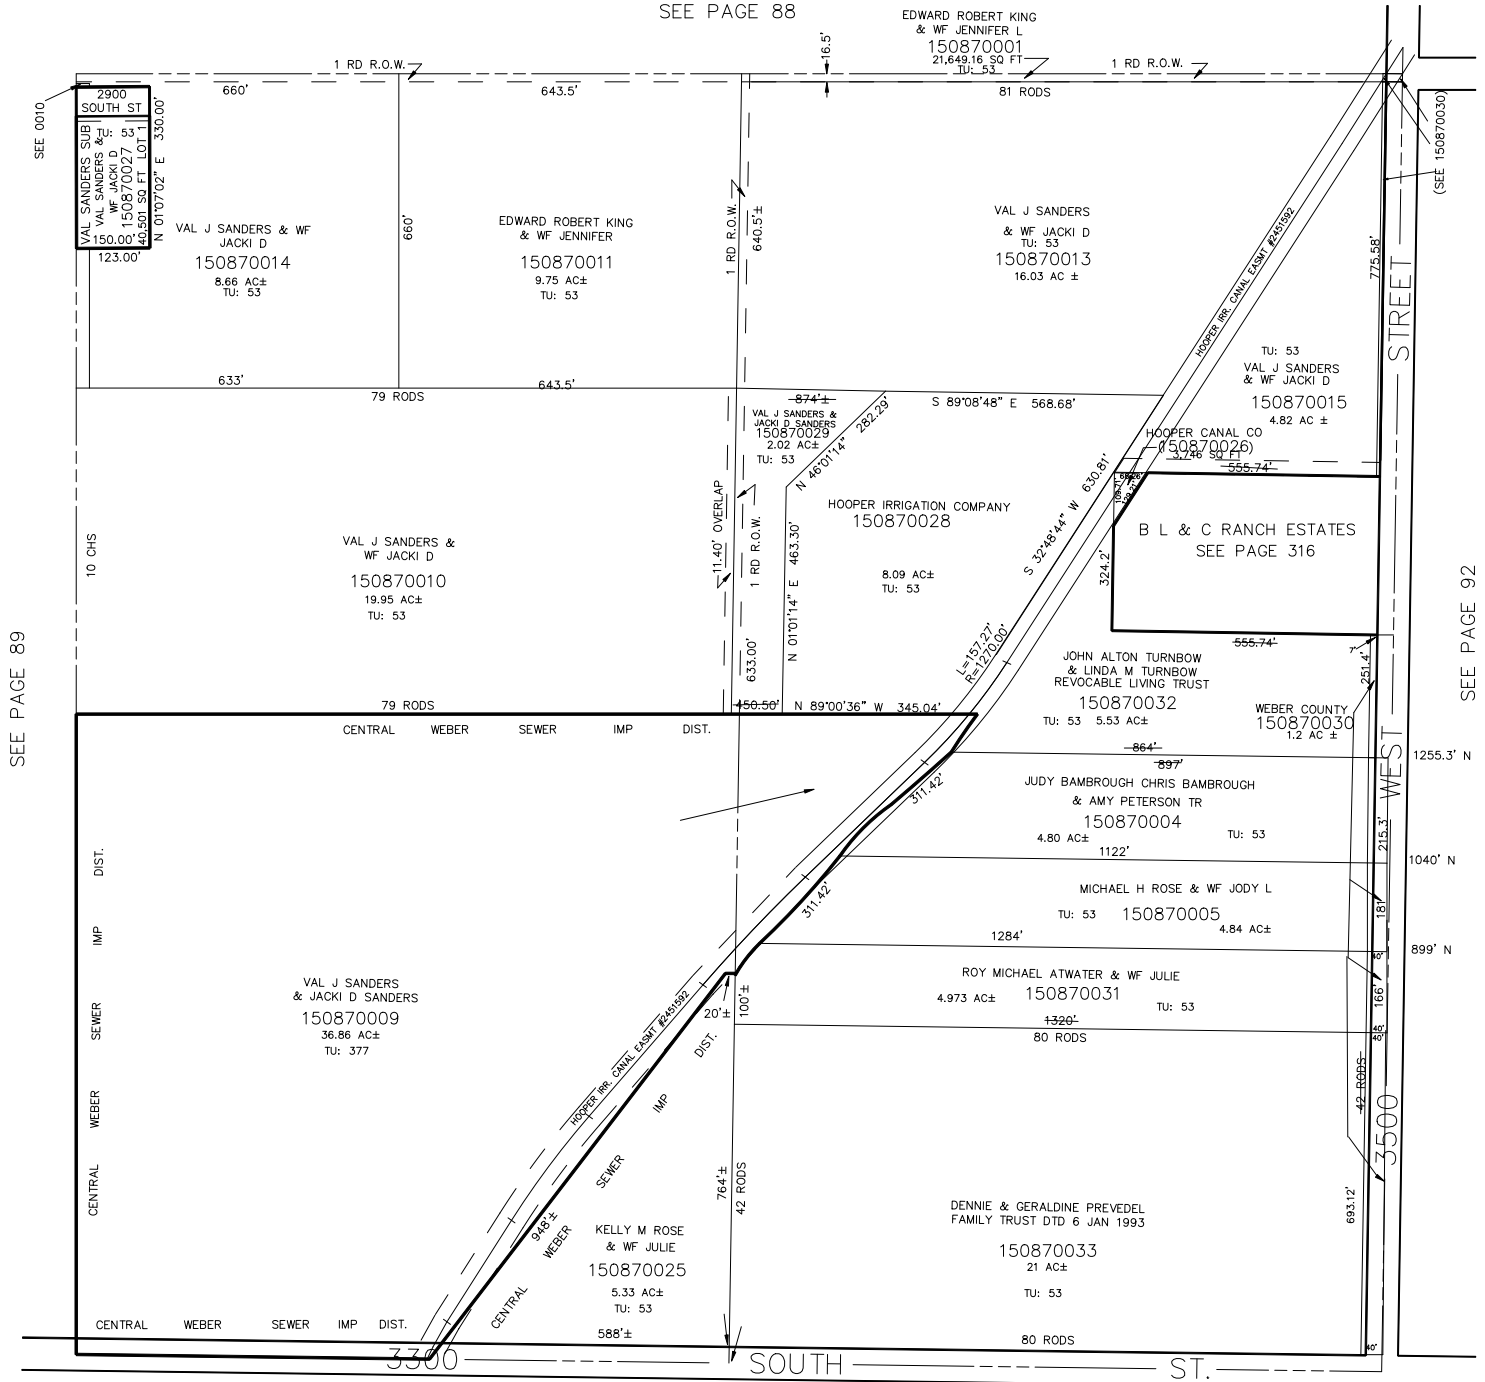 SEE PAGE 88
EDWARD ROBERT KING
& WF JENNIFER L
150870001
21,649.16 SQ FT
TU: 53
16.5'
1 RD R.O.W.
1 RD R.O.W.
660'
643.5'
81 RODS
SEE 0010
2900
SOUTH ST
VAL SANDERS SUB
VAL SANDERS &
WF JACKI D
150870027
40,501 SQ FT LOT 1
TU: 53
150.00'
N 01°07'02" E 330.00'
123.00'
VAL J SANDERS & WF
JACKI D
150870014
8.66 AC±
TU: 53
660'
EDWARD ROBERT KING
& WF JENNIFER
150870011
9.75 AC±
TU: 53
1 RD R.O.W.
640.5'±
VAL J SANDERS
& WF JACKI D
TU: 53
150870013
16.03 AC ±
HOOPER IRR. CANAL EASMT #2451592
(SEE 150870030)
775.58'
STREET
TU: 53
VAL J SANDERS
& WF JACKI D
150870015
4.82 AC ±
633'
643.5'
79 RODS
874'±
S 89°08'48" E 568.68'
VAL J SANDERS &
JACKI D SANDERS
150870029
2.02 AC±
TU: 53
282.29'
N 46°01'14"
HOOPER CANAL CO
(150870026)
3,746 SQ FT
555.74'
S 32°48'44" W 630.81'
HOOPER IRRIGATION COMPANY
150870028
8.09 AC±
TU: 53
B L & C RANCH ESTATES
SEE PAGE 316
324.2'
555.74'
10 CHS
VAL J SANDERS &
WF JACKI D
150870010
19.95 AC±
TU: 53
11.40' OVERLAP
1 RD R.O.W.
N 01°01'14" E 463.30'
633.00'
SEE PAGE 89
SEE PAGE 92
L=157.27'
R=1270.00'
JOHN ALTON TURNBOW
& LINDA M TURNBOW
REVOCABLE LIVING TRUST
150870032
TU: 53 5.53 AC±
7'
251.4'
WEBER COUNTY
150870030
1.2 AC ±
79 RODS
450.50'
N 89°00'36" W 345.04'
CENTRAL WEBER SEWER IMP DIST.
864'
897'
1255.3' N
WEST
JUDY BAMBROUGH CHRIS BAMBROUGH
& AMY PETERSON TR
150870004
4.80 AC±
TU: 53
311.42'
215.3'
1122'
1040' N
311.42'
MICHAEL H ROSE & WF JODY L
TU: 53 150870005
4.84 AC±
181'
1284'
899' N
40'
ROY MICHAEL ATWATER & WF JULIE
4.973 AC± 150870031
TU: 53
166'
1320'
80 RODS
40'
40'
CENTRAL WEBER SEWER IMP DIST.
VAL J SANDERS
& JACKI D SANDERS
150870009
36.86 AC±
TU: 377
HOOPER IRR. CANAL EASMT #2451592
20'±
100'±
42 RODS
3500
764'±
42 RODS
948'±
CENTRAL WEBER SEWER IMP DIST.
KELLY M ROSE
& WF JULIE
150870025
5.33 AC±
TU: 53
588'±
DENNIE & GERALDINE PREVEDEL
FAMILY TRUST DTD 6 JAN 1993
150870033
21 AC±
TU: 53
693.12'
80 RODS
40'
CENTRAL WEBER SEWER IMP DIST.
3300 SOUTH ST.